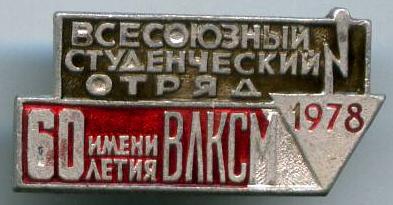 ВСЕСОЮЗНЫЙ
СТУДЕНЧЕСКИЙ
ОТРЯД
60 ИМЕНИ ЛЕТИЯ ВЛКСМ 1978